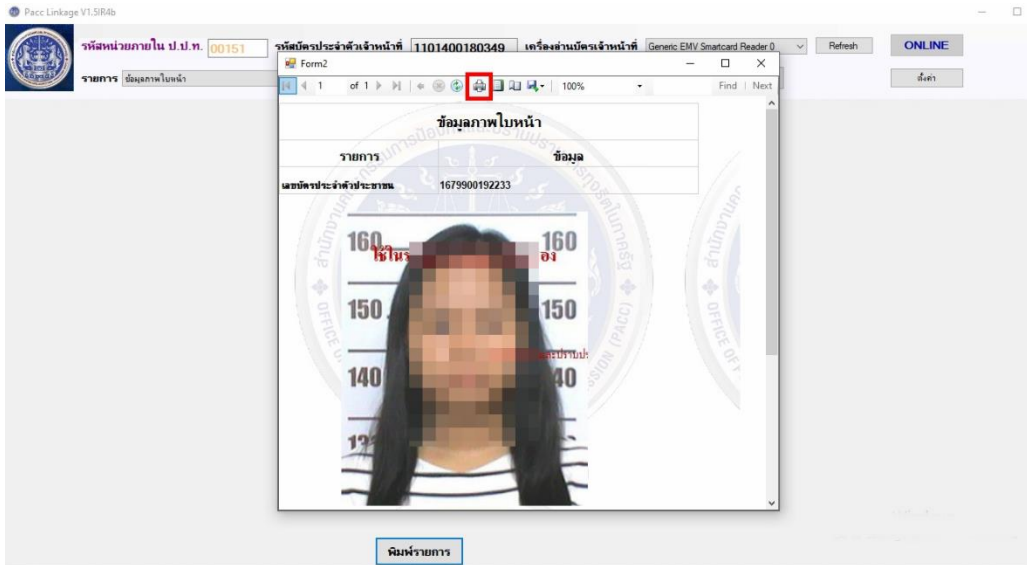 Pacc Linkage V1.5IR4b
รหัสหน่วยภายใน ป.ป.ท. 00151 รหัสบัตรประจำตัวเจ้าหน้าที่ 1101400180349 เครื่องอ่านบัตรเจ้าหน้าที่ Generic EMV Smartcard Reader 0 Refresh ONLINE
รายการ ข้อมูลภาพใบหน้า ตั้งค่า
Form2
1 of 1 100% Find Next
ข้อมูลภาพใบหน้า
รายการ ข้อมูล
เลขบัตรประจำตัวประชาชน 1679900192233
160 160
ใช้ใน
150 150
140 40
พิมพ์รายการ